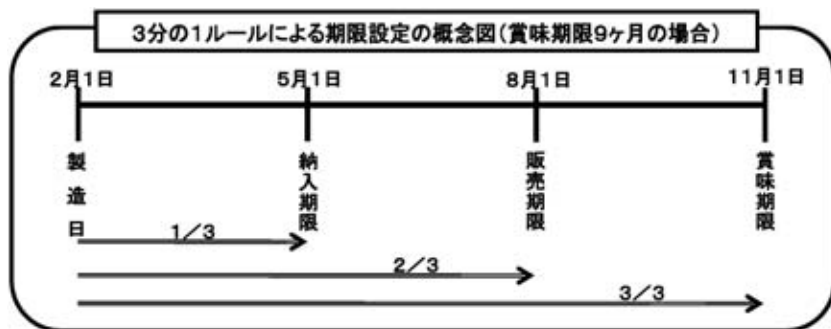 3分の1ルールによる期限設定の概念図(賞味期限9ヶ月の場合)
2月1日
5月1日
8月1日
11月1日
製造日
納入期限
販売期限
賞味期限
1/3
2/3
3/3